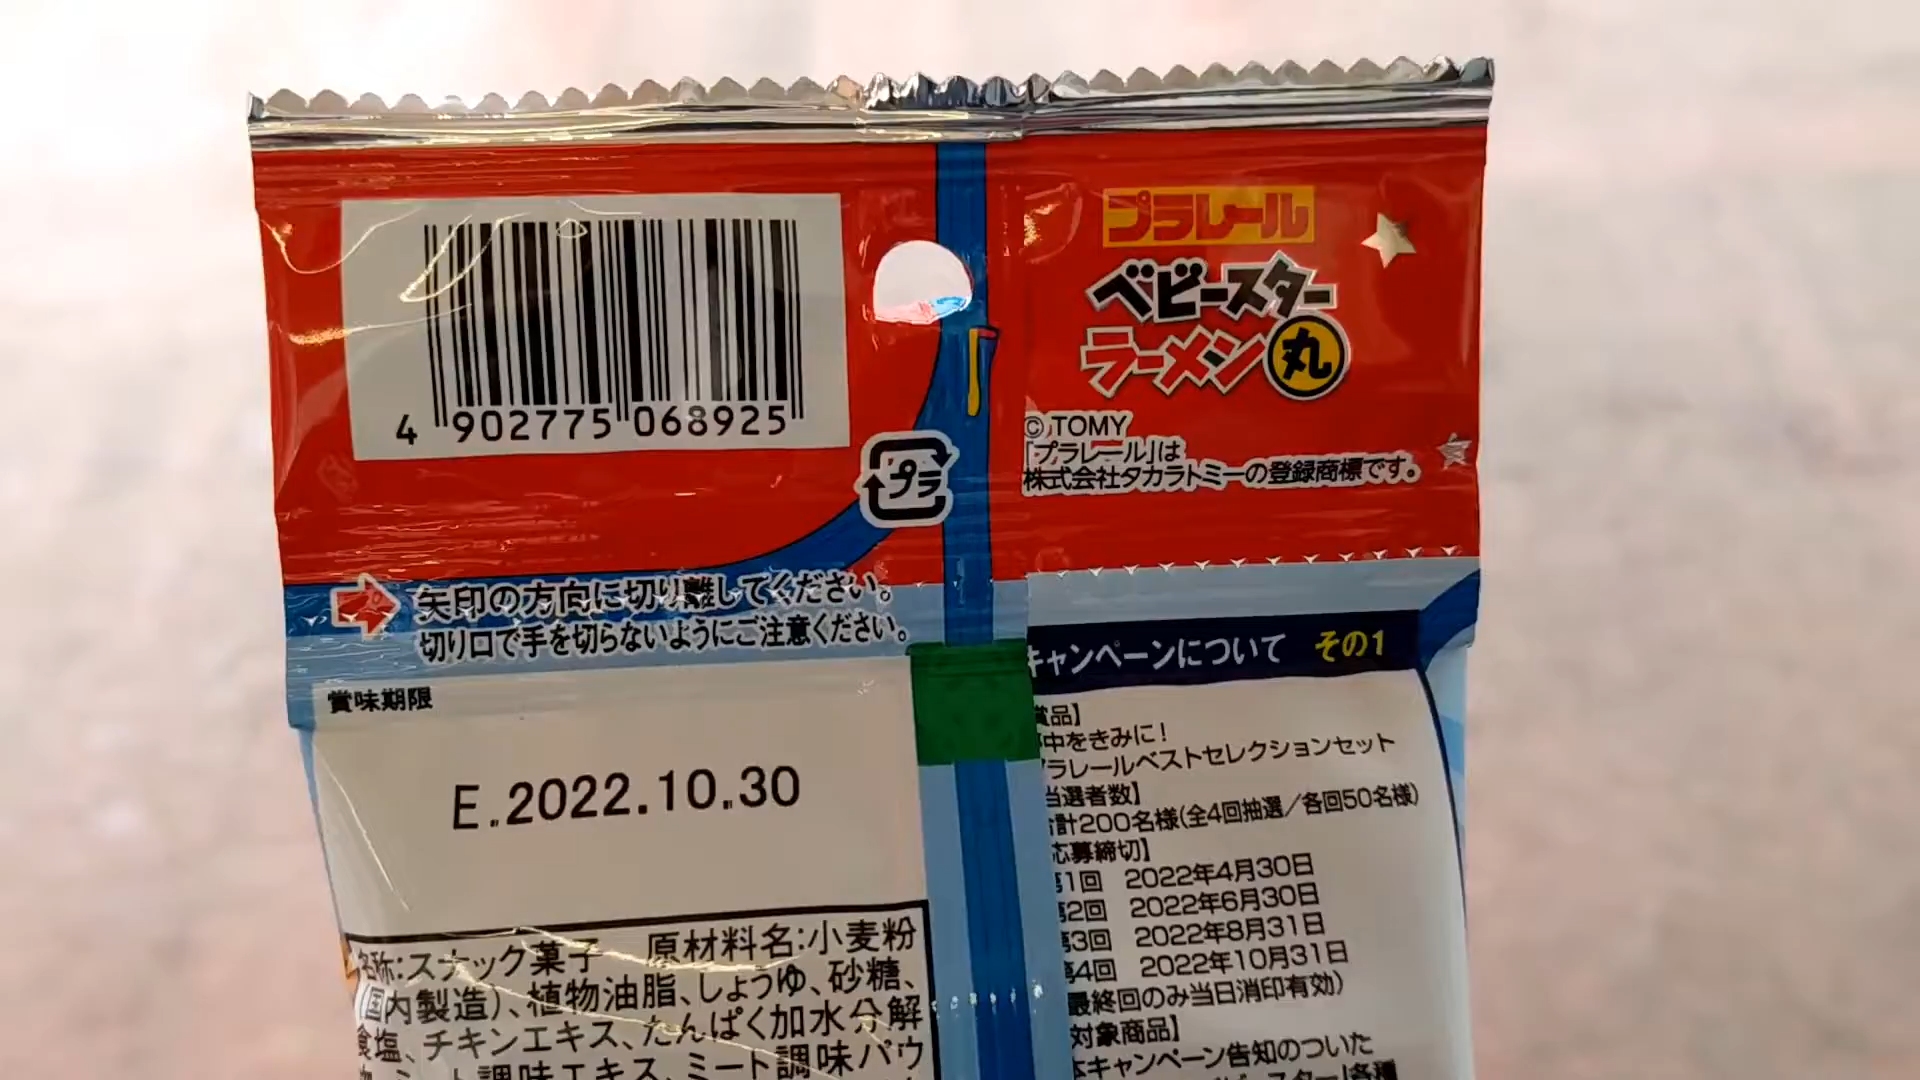 4 902775 068925
プラ
プラレール
ベビースター
ラーメン丸
© TOMY
「プラレール」は
株式会社タカラトミーの登録商標です。
矢印の方向に切り離してください。
切り口で手を切らないようにご注意ください。
賞味期限
E.2022.10.30
名称:スナック菓子 原材料名:小麦粉
(国内製造)、植物油脂、しょうゆ、砂糖、
食塩、チキンエキス、たんぱく加水分解
調味エキス、ミート調味パウ
キャンペーンについて その1
賞品】
中をきみに!
ラレールベストセレクションセット
当選者数】
計200名様(全4回抽選/各回50名様)
応募締切】
第1回 2022年4月30日
第2回 2022年6月30日
第3回 2022年8月31日
第4回 2022年10月31日
最終回のみ当日消印有効)
対象商品】
本キャンペーン告知のついた